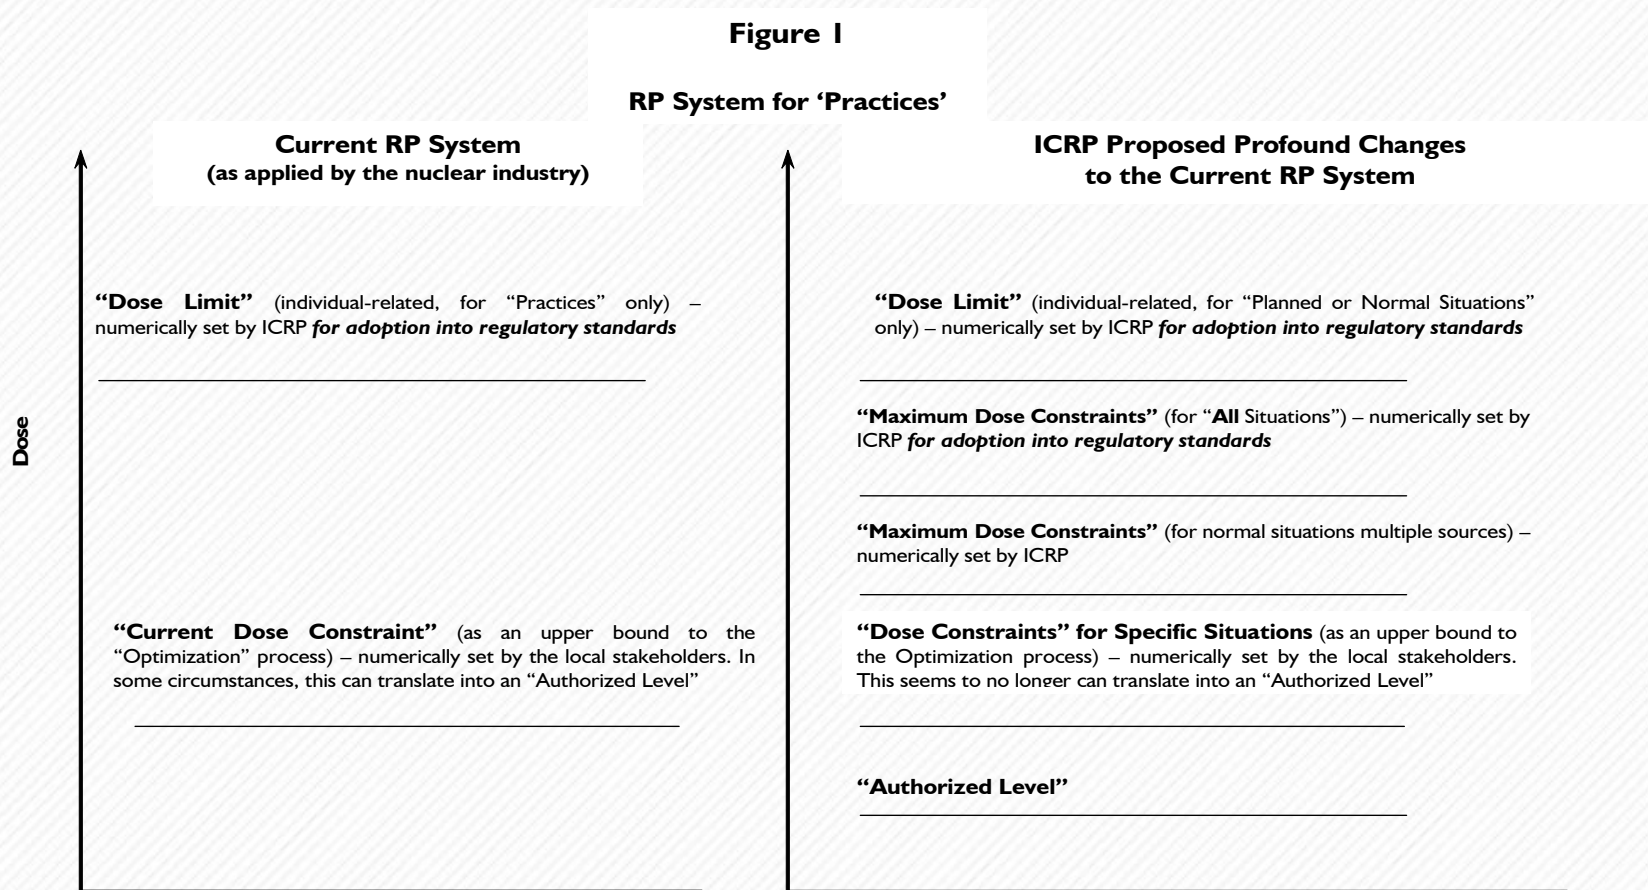 Figure 1
RP System for ‘Practices’
Current RP System
(as applied by the nuclear industry)
“Dose Limit” (individual-related, for “Practices” only) –
numerically set by ICRP for adoption into regulatory standards
“Current Dose Constraint” (as an upper bound to the
“Optimization” process) – numerically set by the local stakeholders. In
some circumstances, this can translate into an “Authorized Level”
Dose
ICRP Proposed Profound Changes
to the Current RP System
“Dose Limit” (individual-related, for “Planned or Normal Situations”
only) – numerically set by ICRP for adoption into regulatory standards
“Maximum Dose Constraints” (for “All Situations”) – numerically set by
ICRP for adoption into regulatory standards
“Maximum Dose Constraints” (for normal situations multiple sources) –
numerically set by ICRP
“Dose Constraints” for Specific Situations (as an upper bound to
the Optimization process) – numerically set by the local stakeholders.
This seems to no longer can translate into an “Authorized Level”
“Authorized Level”